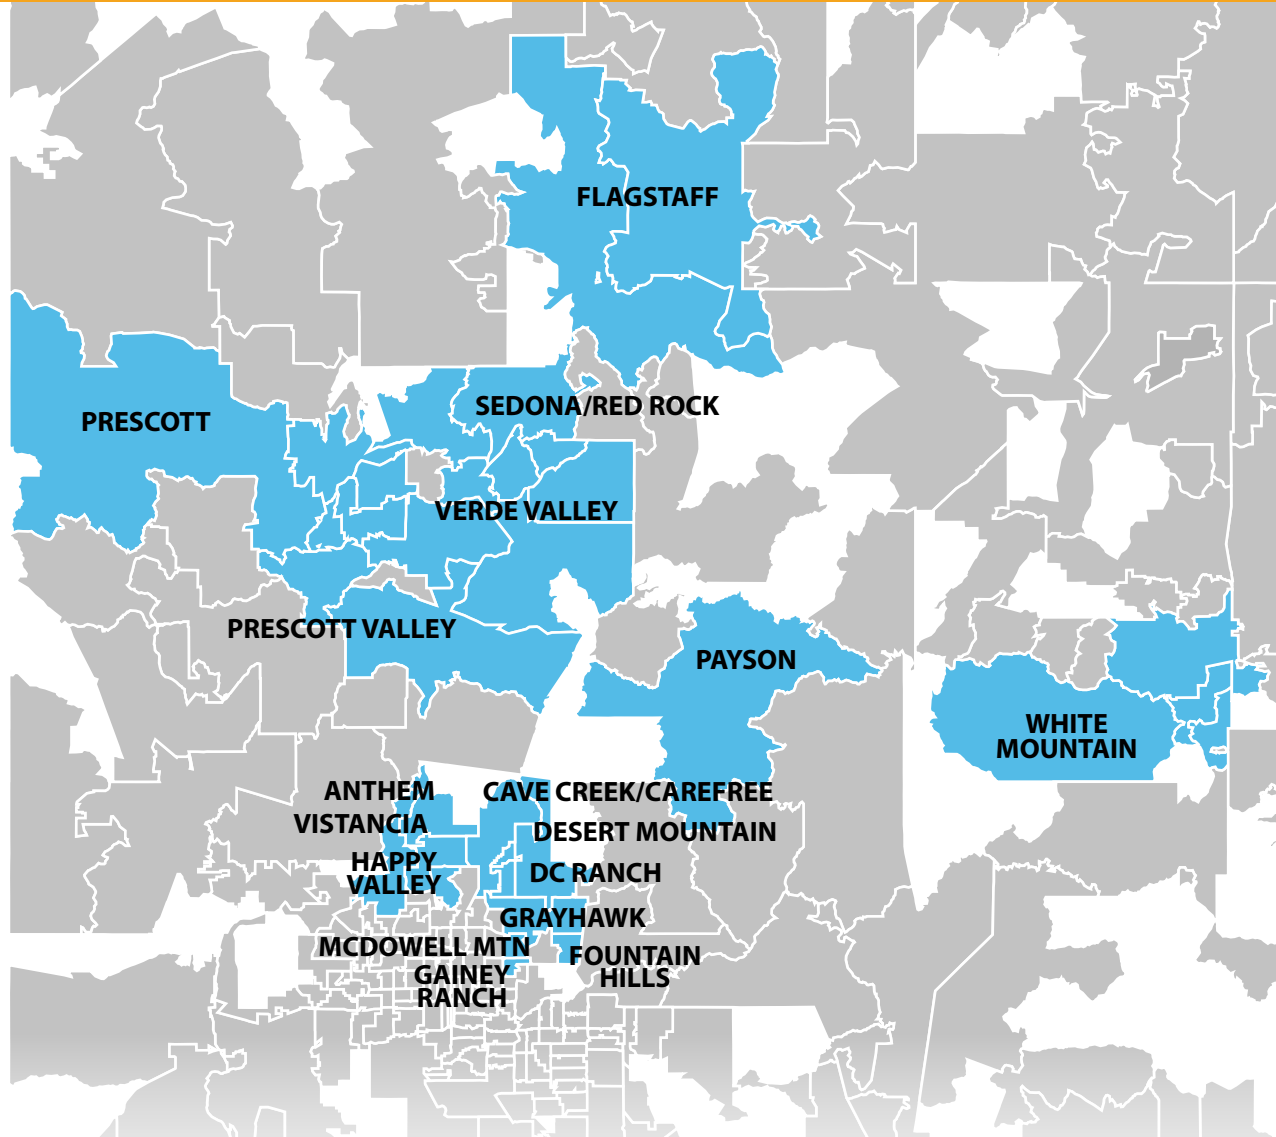 FLAGSTAFF
SEDONA/RED ROCK
PRESCOTT
VERDE VALLEY
PRESCOTT VALLEY
PAYSON
WHITE
MOUNTAIN
ANTHEM
CAVE CREEK/CAREFREE
VISTANCIA
DESERT MOUNTAIN
HAPPY
VALLEY
DC RANCH
GRAYHAWK
MCDOWELL MTN
FOUNTAIN
HILLS
GAINEY
RANCH